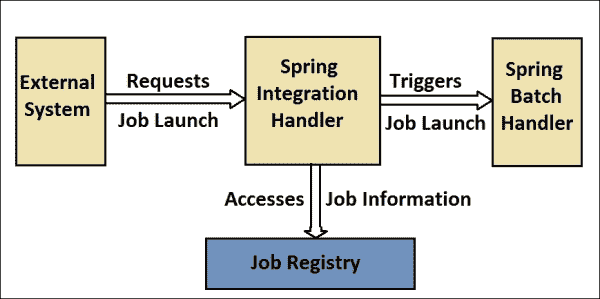 External
System
Requests
Job Launch
Spring
Integration
Handler
Triggers
Job Launch
Spring
Batch
Handler
Accesses
Job Information
Job Registry